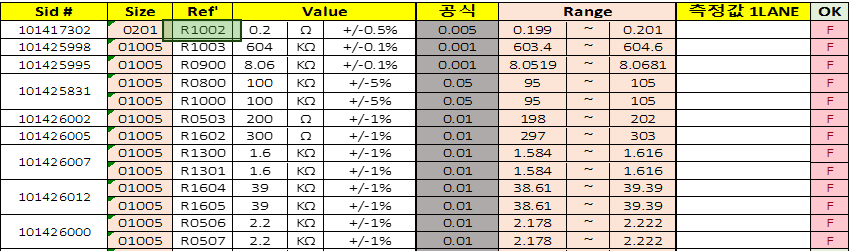 Sid # Size Ref' Value 공식 Range 측정값 1LANE OK
101417302 0201 R1002 0.2 Ω +/-0.5% 0.005 0.199 ~ 0.201 F
101425998 01005 R1003 604 KΩ +/-0.1% 0.001 603.4 ~ 604.6 F
101425995 01005 R0900 8.06 KΩ +/-0.1% 0.001 8.0519 ~ 8.0681 F
101425831 01005 R0800 100 KΩ +/-5% 0.05 95 ~ 105 F
01005 R1000 100 KΩ +/-5% 0.05 95 ~ 105 F
101426002 01005 R0503 200 Ω +/-1% 0.01 198 ~ 202 F
101426005 01005 R1602 300 Ω +/-1% 0.01 297 ~ 303 F
101426007 01005 R1300 1.6 KΩ +/-1% 0.01 1.584 ~ 1.616 F
01005 R1301 1.6 KΩ +/-1% 0.01 1.584 ~ 1.616 F
101426012 01005 R1604 39 KΩ +/-1% 0.01 38.61 ~ 39.39 F
01005 R1605 39 KΩ +/-1% 0.01 38.61 ~ 39.39 F
101426000 01005 R0506 2.2 KΩ +/-1% 0.01 2.178 ~ 2.222 F
01005 R0507 2.2 KΩ +/-1% 0.01 2.178 ~ 2.222 F